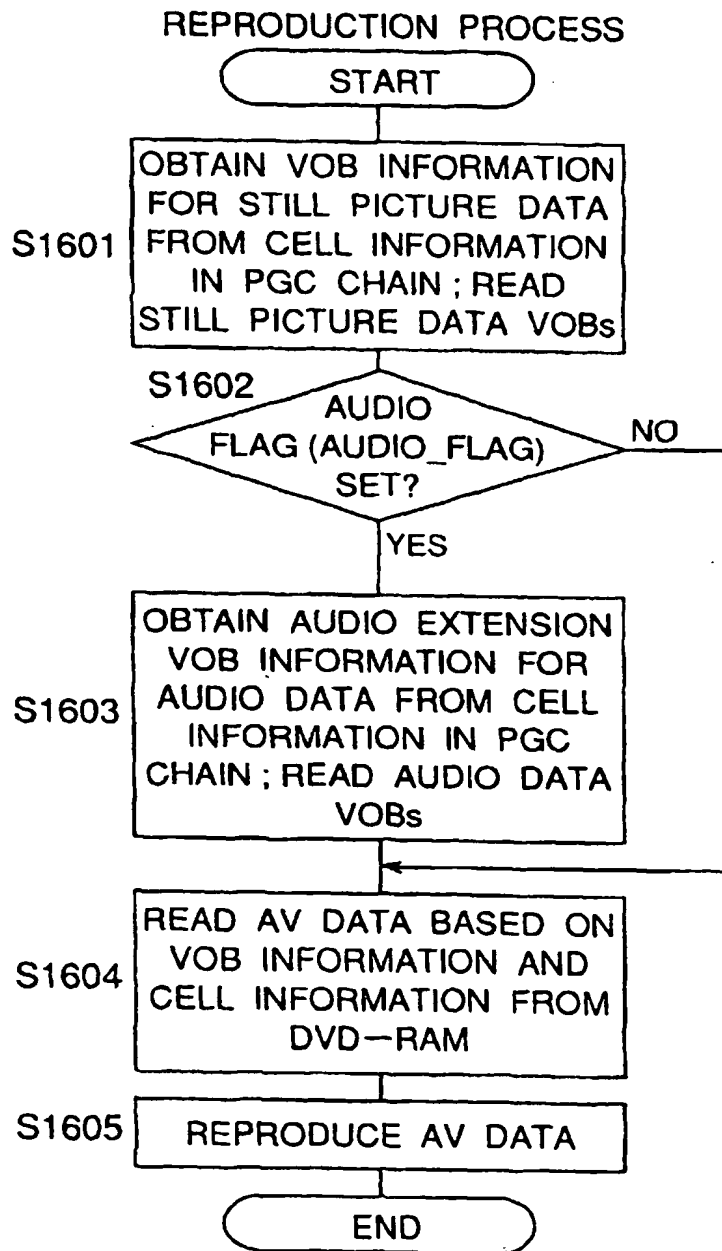 REPRODUCTION PROCESS
START
S1601
OBTAIN VOB INFORMATION
FOR STILL PICTURE DATA
FROM CELL INFORMATION
IN PGC CHAIN ; READ
STILL PICTURE DATA VOBs
S1602
AUDIO
FLAG (AUDIO_FLAG)
SET?
NO
YES
S1603
OBTAIN AUDIO EXTENSION
VOB INFORMATION FOR
AUDIO DATA FROM CELL
INFORMATION IN PGC
CHAIN ; READ AUDIO DATA
VOBs
S1604
READ AV DATA BASED ON
VOB INFORMATION AND
CELL INFORMATION FROM
DVD-RAM
S1605
REPRODUCE AV DATA
END